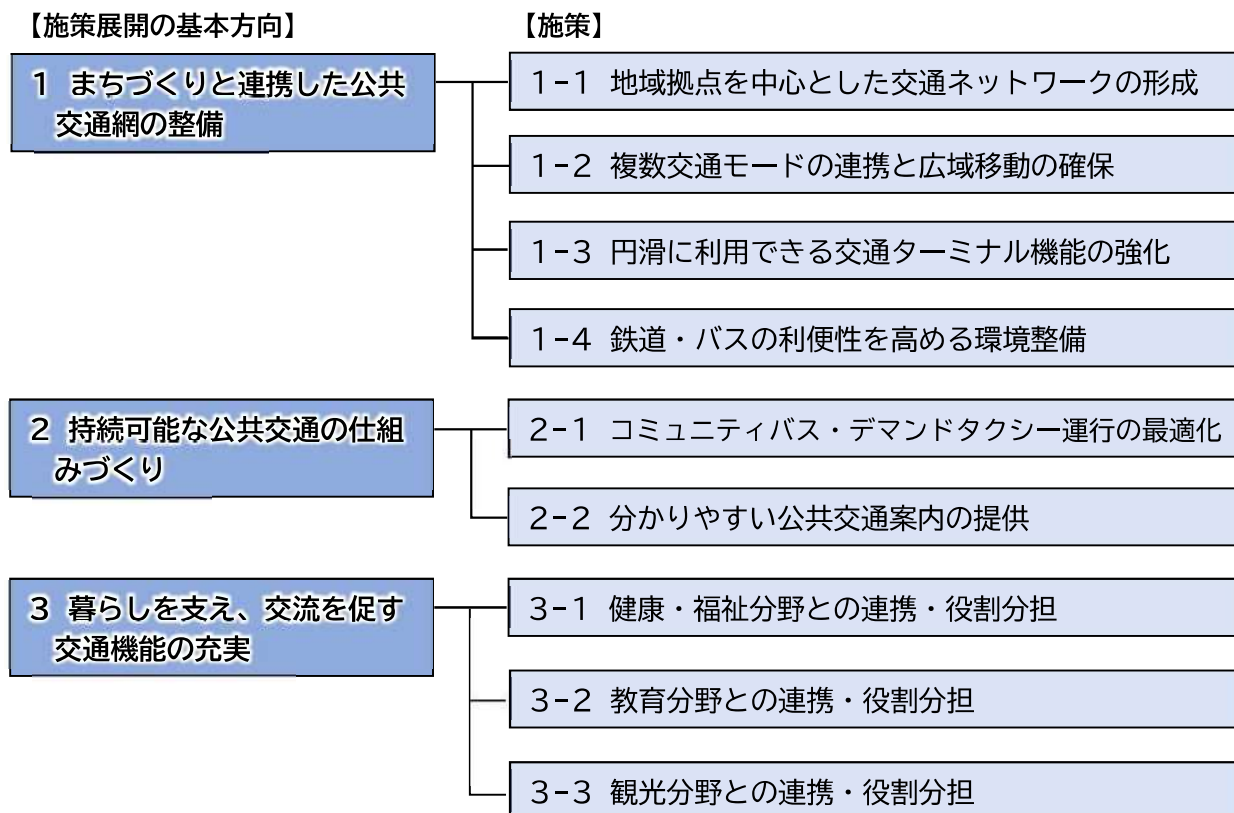 【施策展開の基本方向】
【施策】
1 まちづくりと連携した公共
交通網の整備
1-1 地域拠点を中心とした交通ネットワークの形成
1-2 複数交通モードの連携と広域移動の確保
1-3 円滑に利用できる交通ターミナル機能の強化
1-4 鉄道・バスの利便性を高める環境整備
2 持続可能な公共交通の仕組
みづくり
2-1 コミュニティバス・デマンドタクシー運行の最適化
2-2 分かりやすい公共交通案内の提供
3 暮らしを支え、交流を促す
交通機能の充実
3-1 健康・福祉分野との連携・役割分担
3-2 教育分野との連携・役割分担
3-3 観光分野との連携・役割分担